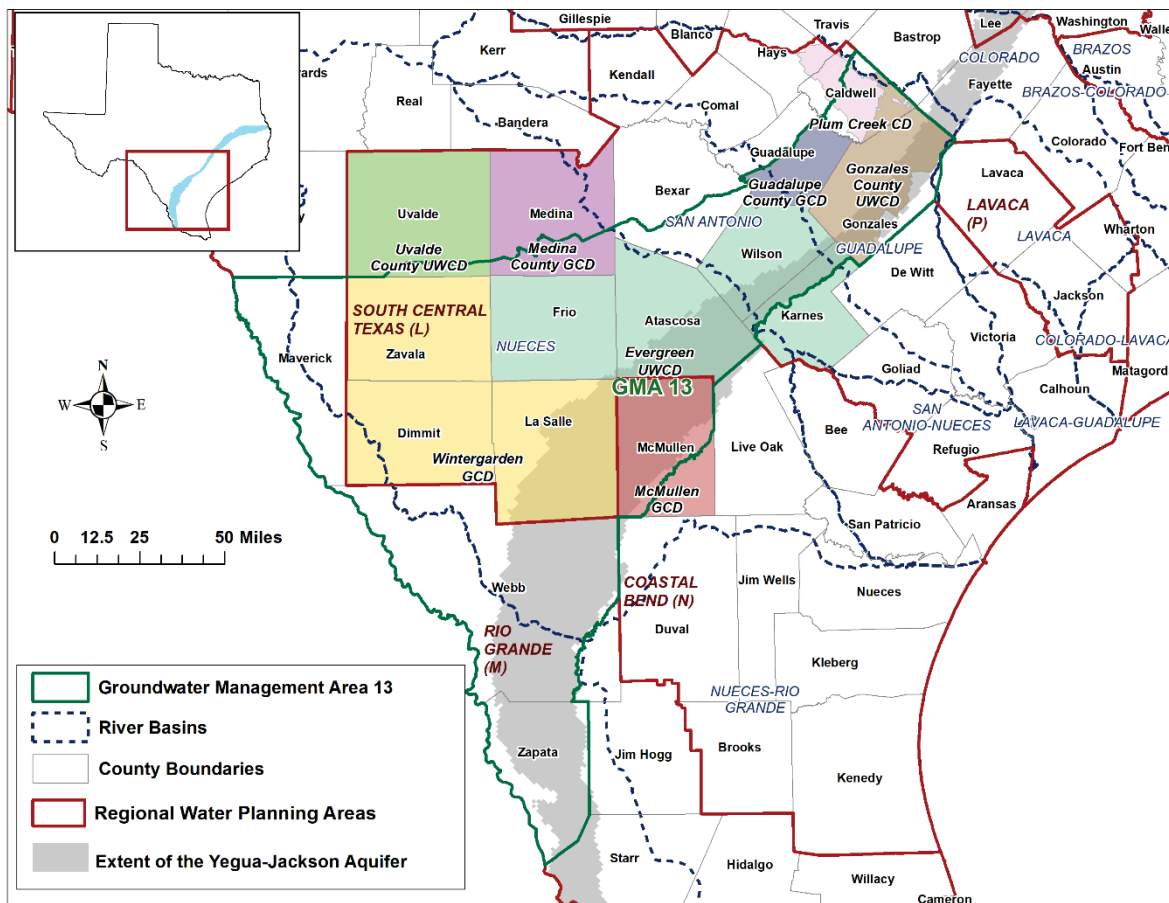 Gillespie
Blanco
Travis
Lee
Washington
Walle
Kerr
Hays
Bastrop
COLORADO
BRAZOS
Austin
ards
Kendall
Fayette
BRAZOS-COLORADO
Real
Comal
Caldwell
Bandera
Plum Creek CD
Colorado
Fort Ben
Guadalupe
Lavaca
Bexar
Guadalupe
County GCD
Gonzales
County
UWCD
Uvalde
Medina
SAN ANTONIO
Gonzales
LAVACA
(P)
Wharton
Uvalde
County UWCD
Medina
County GCD
Wilson
GUADALUPE
LAVACA
De Witt
SOUTH CENTRAL
TEXAS (L)
Frio
Atascosa
Karnes
Jackson
Maverick
Zavala
NUECES
Evergreen
UWCD
Victoria
COLORADO-LAVACA
Goliad
Matagord
GMA 13
Calhoun
N
W
E
S
Dimmit
La Salle
SAN
ANTONIO-NUECES
LAVACA-GUADALUPE
Bee
McMullen
Live Oak
Refugio
Wintergarden
GCD
McMullen
GCD
Aransas
San Patricio
0 12.5 25 50 Miles
Webb
COASTAL
BEND (N)
Jim Wells
Nueces
RIO
GRANDE
(M)
Duval
Kleberg
NUECES-RIO
GRANDE
Zapata
Jim Hogg
Brooks
Kenedy
Starr
Hidalgo
Willacy
Cameron
Groundwater Management Area 13
River Basins
County Boundaries
Regional Water Planning Areas
Extent of the Yegua-Jackson Aquifer